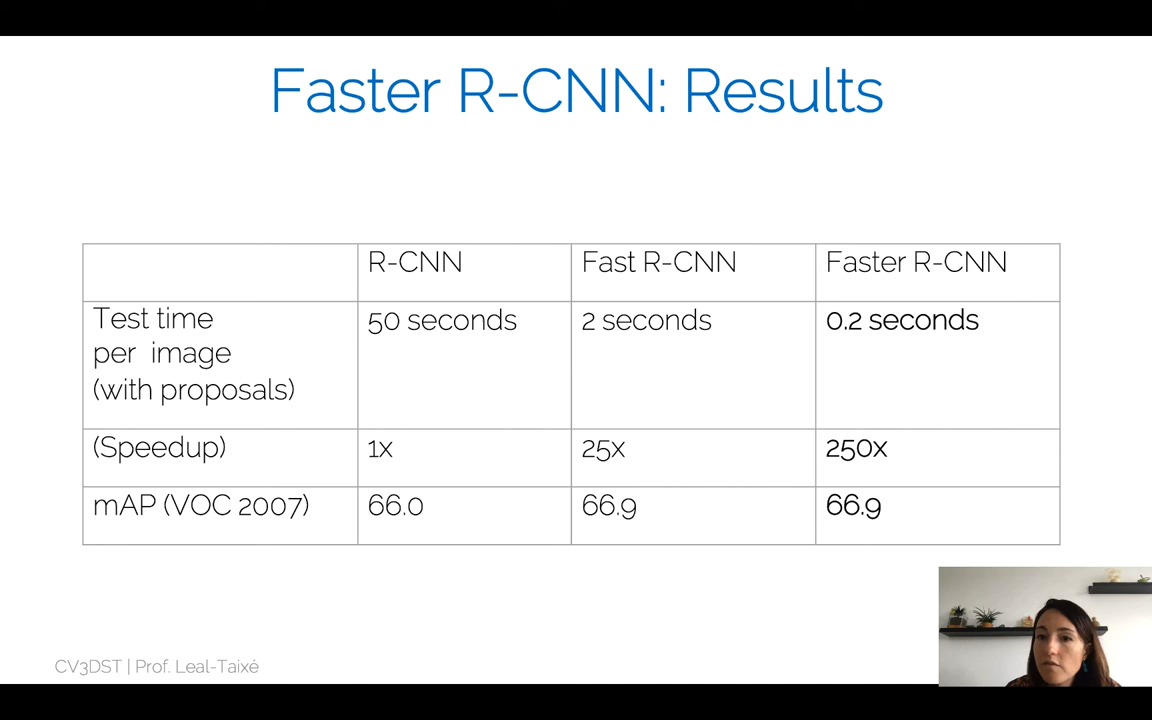 Faster R-CNN: Results
R-CNN Fast R-CNN Faster R-CNN
Test time
per image
(with proposals) 50 seconds 2 seconds 0.2 seconds
(Speedup) 1x 25x 250x
mAP (VOC 2007) 66.0 66.9 66.9
CV3DST | Prof. Leal-Taixé